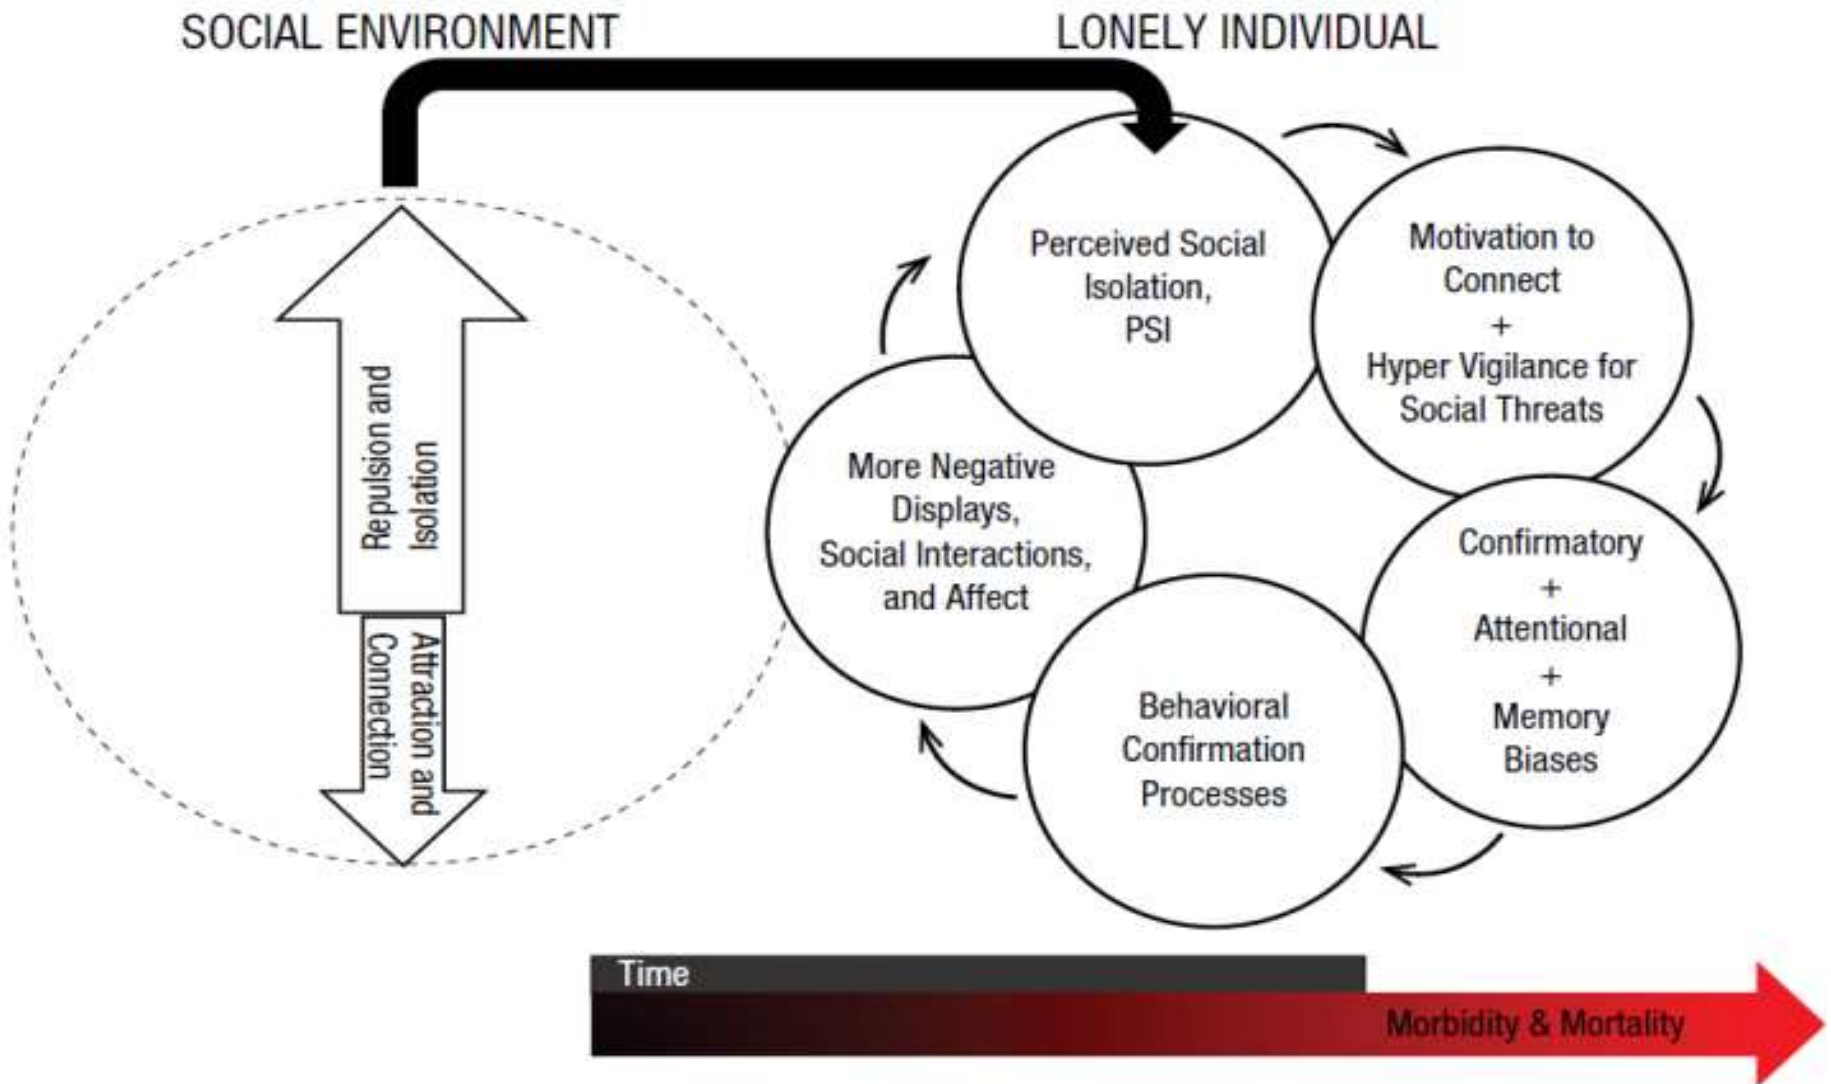 SOCIAL ENVIRONMENT
LONELY INDIVIDUAL
Repulsion and
Isolation
Attraction and
Connection
Perceived Social
Isolation,
PSI
Motivation to
Connect
+
Hyper Vigilance for
Social Threats
Confirmatory
+
Attentional
+
Memory
Biases
Behavioral
Confirmation
Processes
More Negative
Displays,
Social Interactions,
and Affect
Time
Morbidity & Mortality